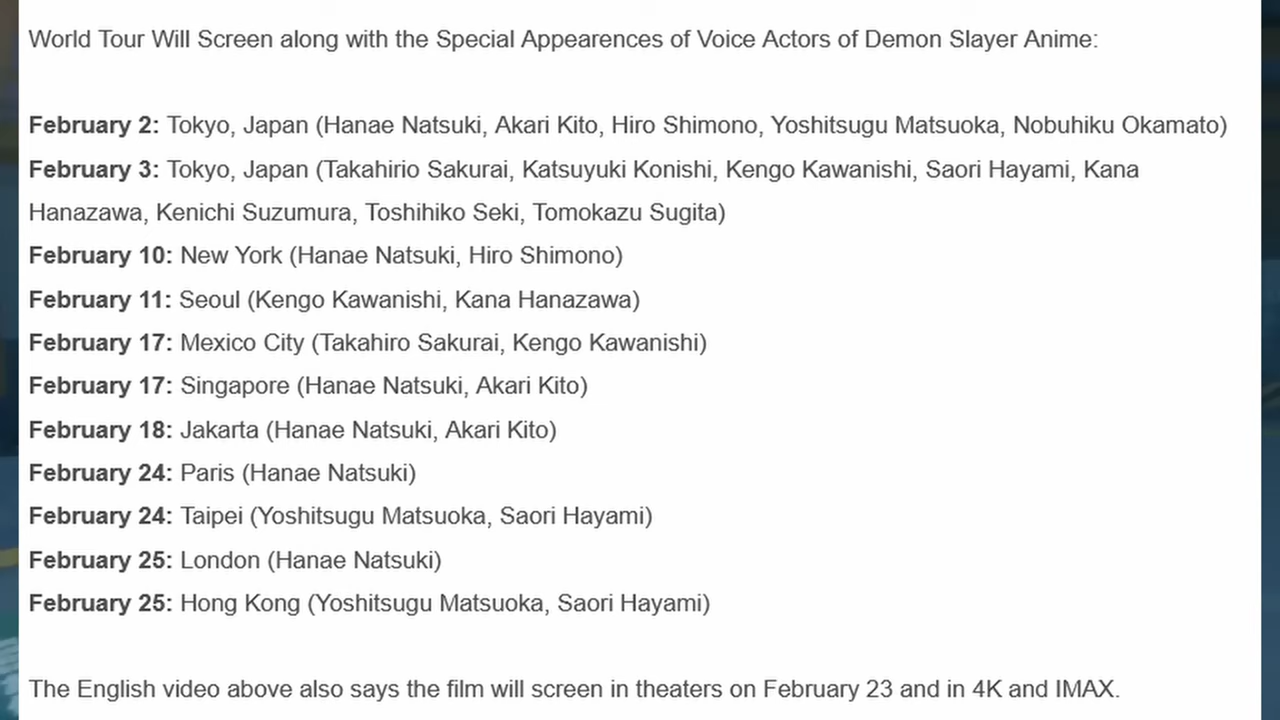 World Tour Will Screen along with the Special Appearences of Voice Actors of Demon Slayer Anime:
February 2: Tokyo, Japan (Hanae Natsuki, Akari Kito, Hiro Shimono, Yoshitsugu Matsuoka, Nobuhiku Okamato)
February 3: Tokyo, Japan (Takahirio Sakurai, Katsuyuki Konishi, Kengo Kawanishi, Saori Hayami, Kana
Hanazawa, Kenichi Suzumura, Toshihiko Seki, Tomokazu Sugita)
February 10: New York (Hanae Natsuki, Hiro Shimono)
February 11: Seoul (Kengo Kawanishi, Kana Hanazawa)
February 17: Mexico City (Takahiro Sakurai, Kengo Kawanishi)
February 17: Singapore (Hanae Natsuki, Akari Kito)
February 18: Jakarta (Hanae Natsuki, Akari Kito)
February 24: Paris (Hanae Natsuki)
February 24: Taipei (Yoshitsugu Matsuoka, Saori Hayami)
February 25: London (Hanae Natsuki)
February 25: Hong Kong (Yoshitsugu Matsuoka, Saori Hayami)
The English video above also says the film will screen in theaters on February 23 and in 4K and IMAX.